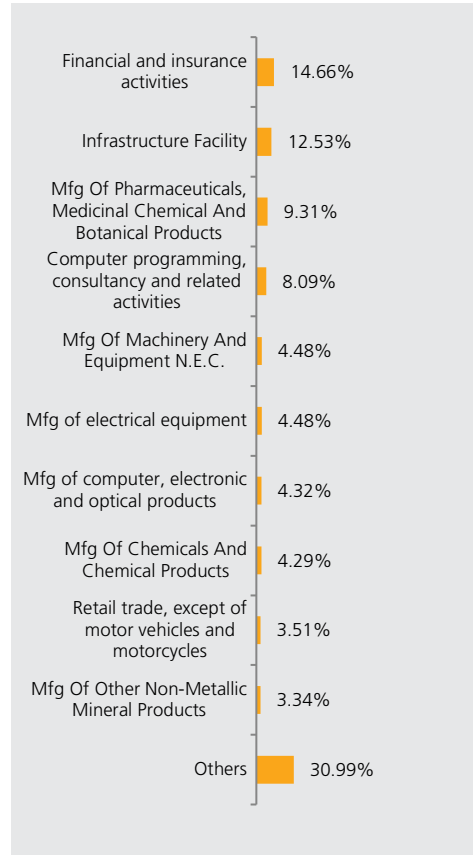 Financial and insurance
activities
14.66%
Infrastructure Facility
12.53%
Mfg Of Pharmaceuticals,
Medicinal Chemical And
Botanical Products
9.31%
Computer programming,
consultancy and related
activities
8.09%
Mfg Of Machinery And
Equipment N.E.C.
4.48%
Mfg of electrical equipment
4.48%
Mfg of computer, electronic
and optical products
4.32%
Mfg Of Chemicals And
Chemical Products
4.29%
Retail trade, except of
motor vehicles and
motorcycles
3.51%
Mfg Of Other Non-Metallic
Mineral Products
3.34%
Others
30.99%